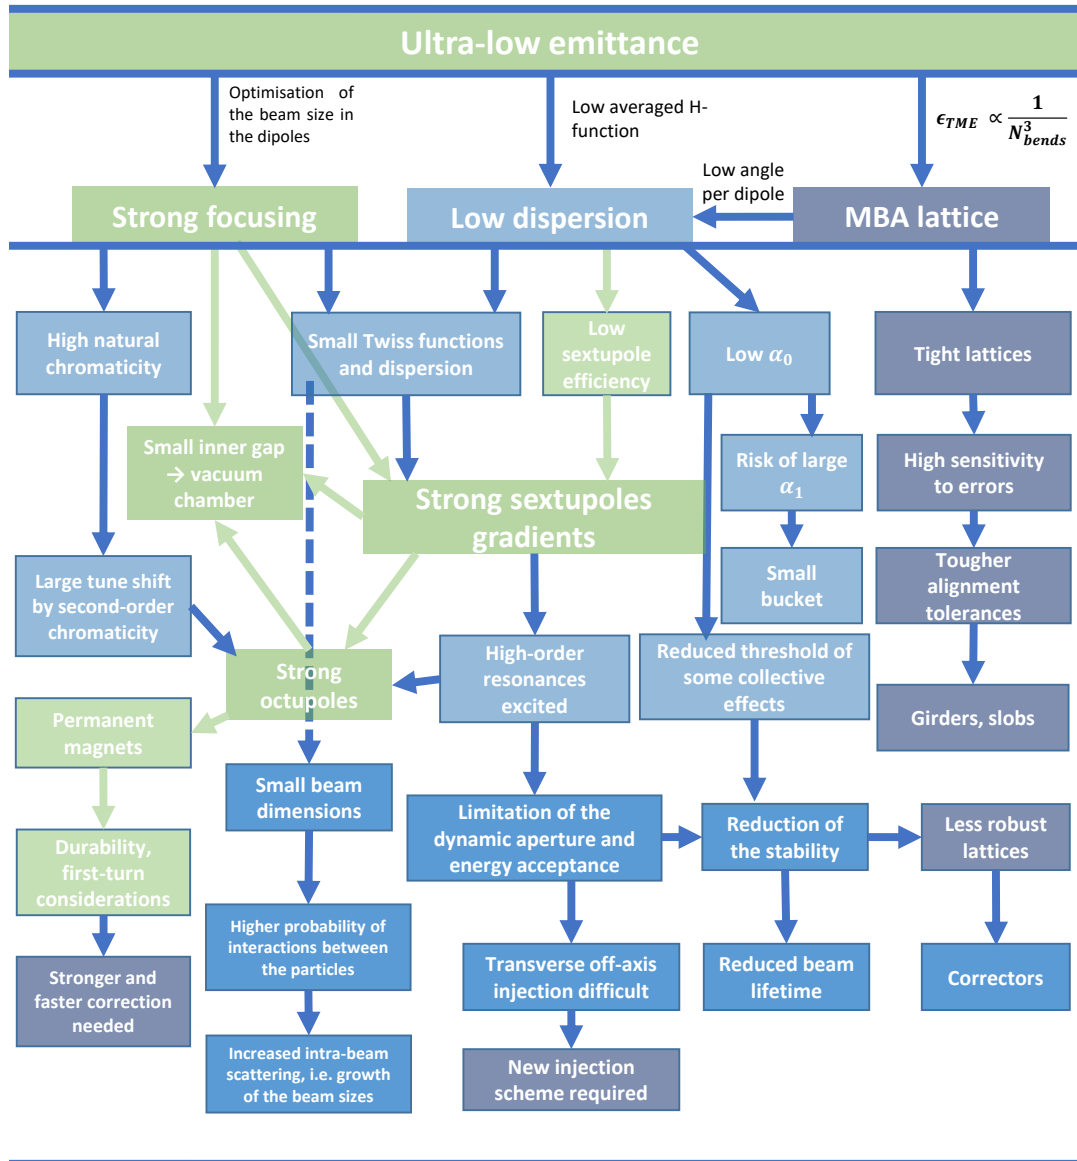 Ultra-low emittance
Optimisation of
the beam size in
the dipoles
Low averaged H-
function
ϵ_TME ∝ 1/N³_bends
Low angle
per dipole
Strong focusing
Low dispersion
MBA lattice
High natural
chromaticity
Small Twiss functions
and dispersion
Low
sextupole
efficiency
Low α₀
Tight lattices
Small inner gap
→ vacuum
chamber
Strong sextupoles
gradients
Risk of large
α₁
High sensitivity
to errors
Large tune shift
by second-order
chromaticity
Small
bucket
Tougher
alignment
tolerances
Strong
octupoles
High-order
resonances
excited
Reduced threshold of
some collective
effects
Girders, slobs
Permanent
magnets
Small beam
dimensions
Limitation of the
dynamic aperture and
energy acceptance
Reduction of
the stability
Less robust
lattices
Durability,
first-turn
considerations
Higher probability of
interactions between
the particles
Transverse off-axis
injection difficult
Reduced beam
lifetime
Correctors
Stronger and
faster correction
needed
Increased intra-beam
scattering, i.e. growth
of the beam sizes
New injection
scheme required